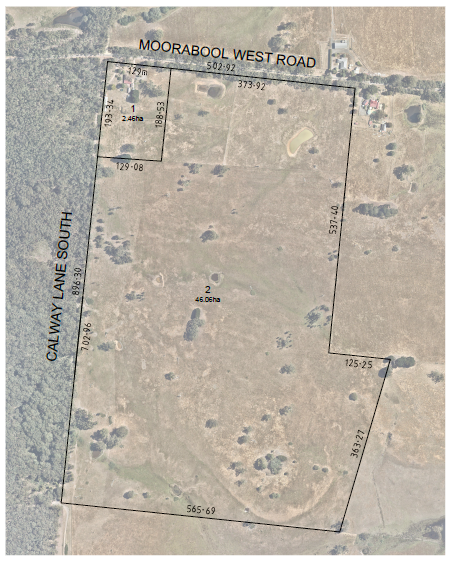 MOORABOOL WEST ROAD
502·92
129m
373·92
193·34
1
2.46ha
188·53
129·08
537·40
CALWAY LANE SOUTH
896·30
2
46.06ha
702·96
125·25
363·27
565·69